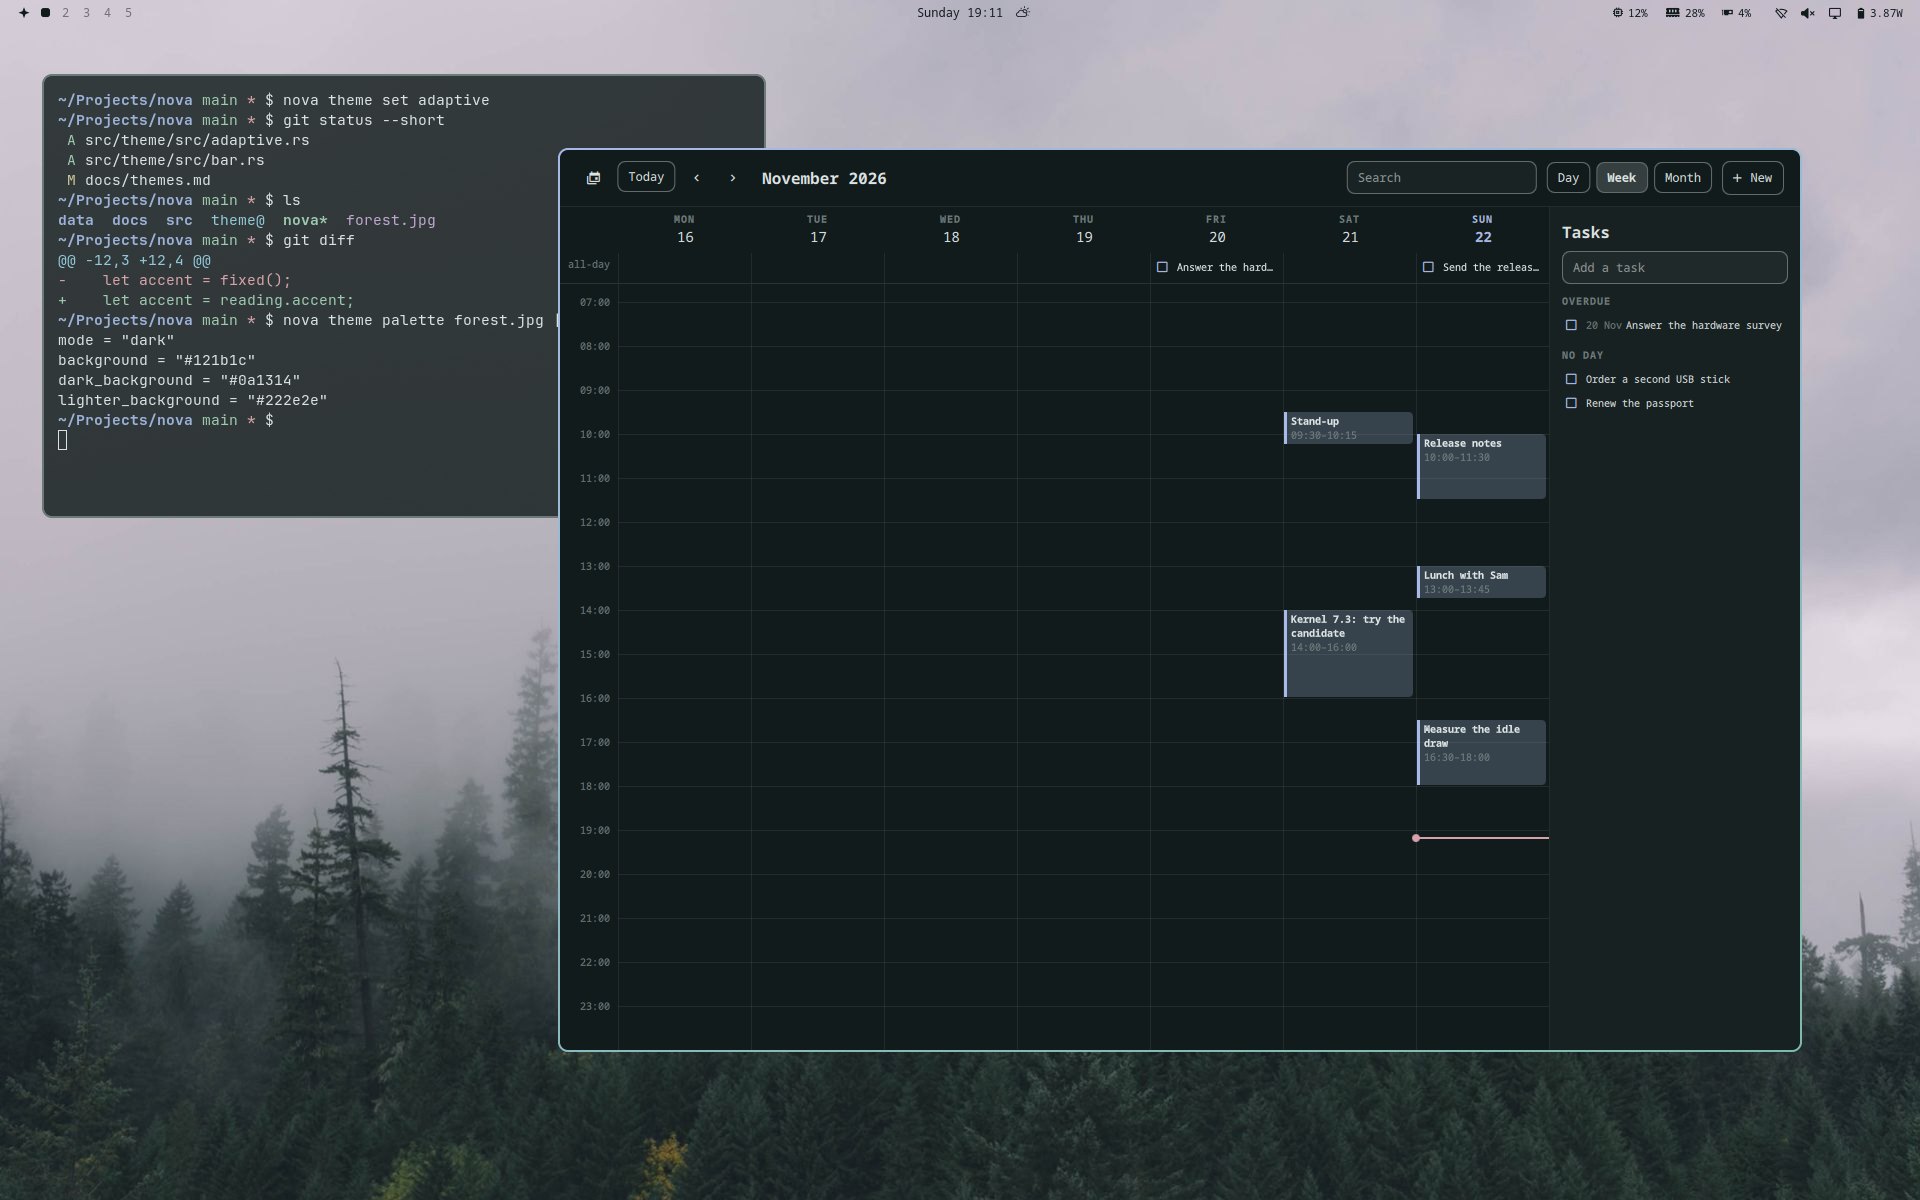 2 3 4 5
Sunday 19:11
12% 28% 4% 3.87W
~/Projects/nova main * $ nova theme set adaptive
~/Projects/nova main * $ git status --short
A src/theme/src/adaptive.rs
A src/theme/src/bar.rs
M docs/themes.md
~/Projects/nova main * $ ls
data docs src theme@ nova* forest.jpg
~/Projects/nova main * $ git diff
@@ -12,3 +12,4 @@
-    let accent = fixed();
+    let accent = reading.accent;
~/Projects/nova main * $ nova theme palette forest.jpg
mode = "dark"
background = "#121b1c"
dark_background = "#0a1314"
lighter_background = "#222e2e"
~/Projects/nova main * $
Today ‹ › November 2026
Search
Day Week Month + New
MON TUE WED THU FRI SAT SUN
16 17 18 19 20 21 22
all-day
Answer the hard…
Send the releas…
07:00
08:00
09:00
10:00
11:00
12:00
13:00
14:00
15:00
16:00
17:00
18:00
19:00
20:00
21:00
22:00
23:00
Stand-up
09:30–10:15
Kernel 7.3: try the
candidate
14:00–16:00
Release notes
10:00–11:30
Lunch with Sam
13:00–13:45
Measure the idle
draw
16:30–18:00
Tasks
Add a task
OVERDUE
20 Nov Answer the hardware survey
NO DAY
Order a second USB stick
Renew the passport